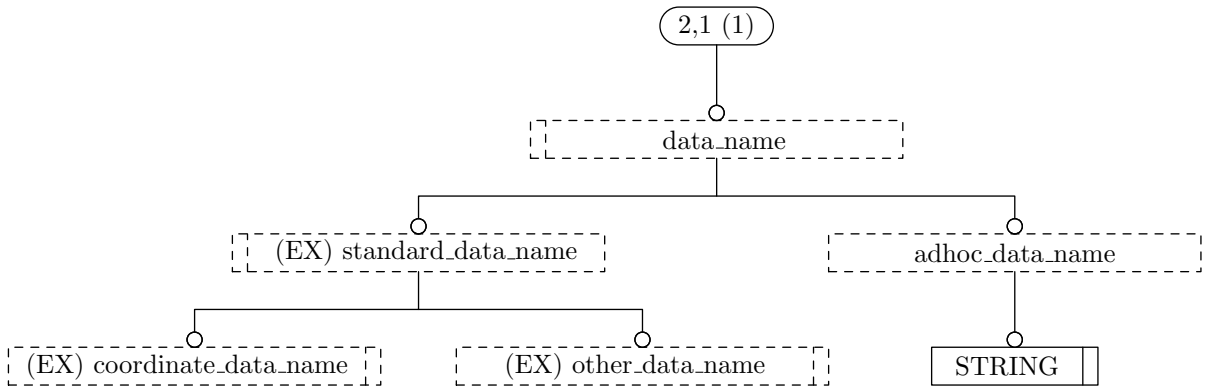 2,1 (1)
data_name
(EX) standard_data_name
adhoc_data_name
(EX) coordinate_data_name
(EX) other_data_name
STRING